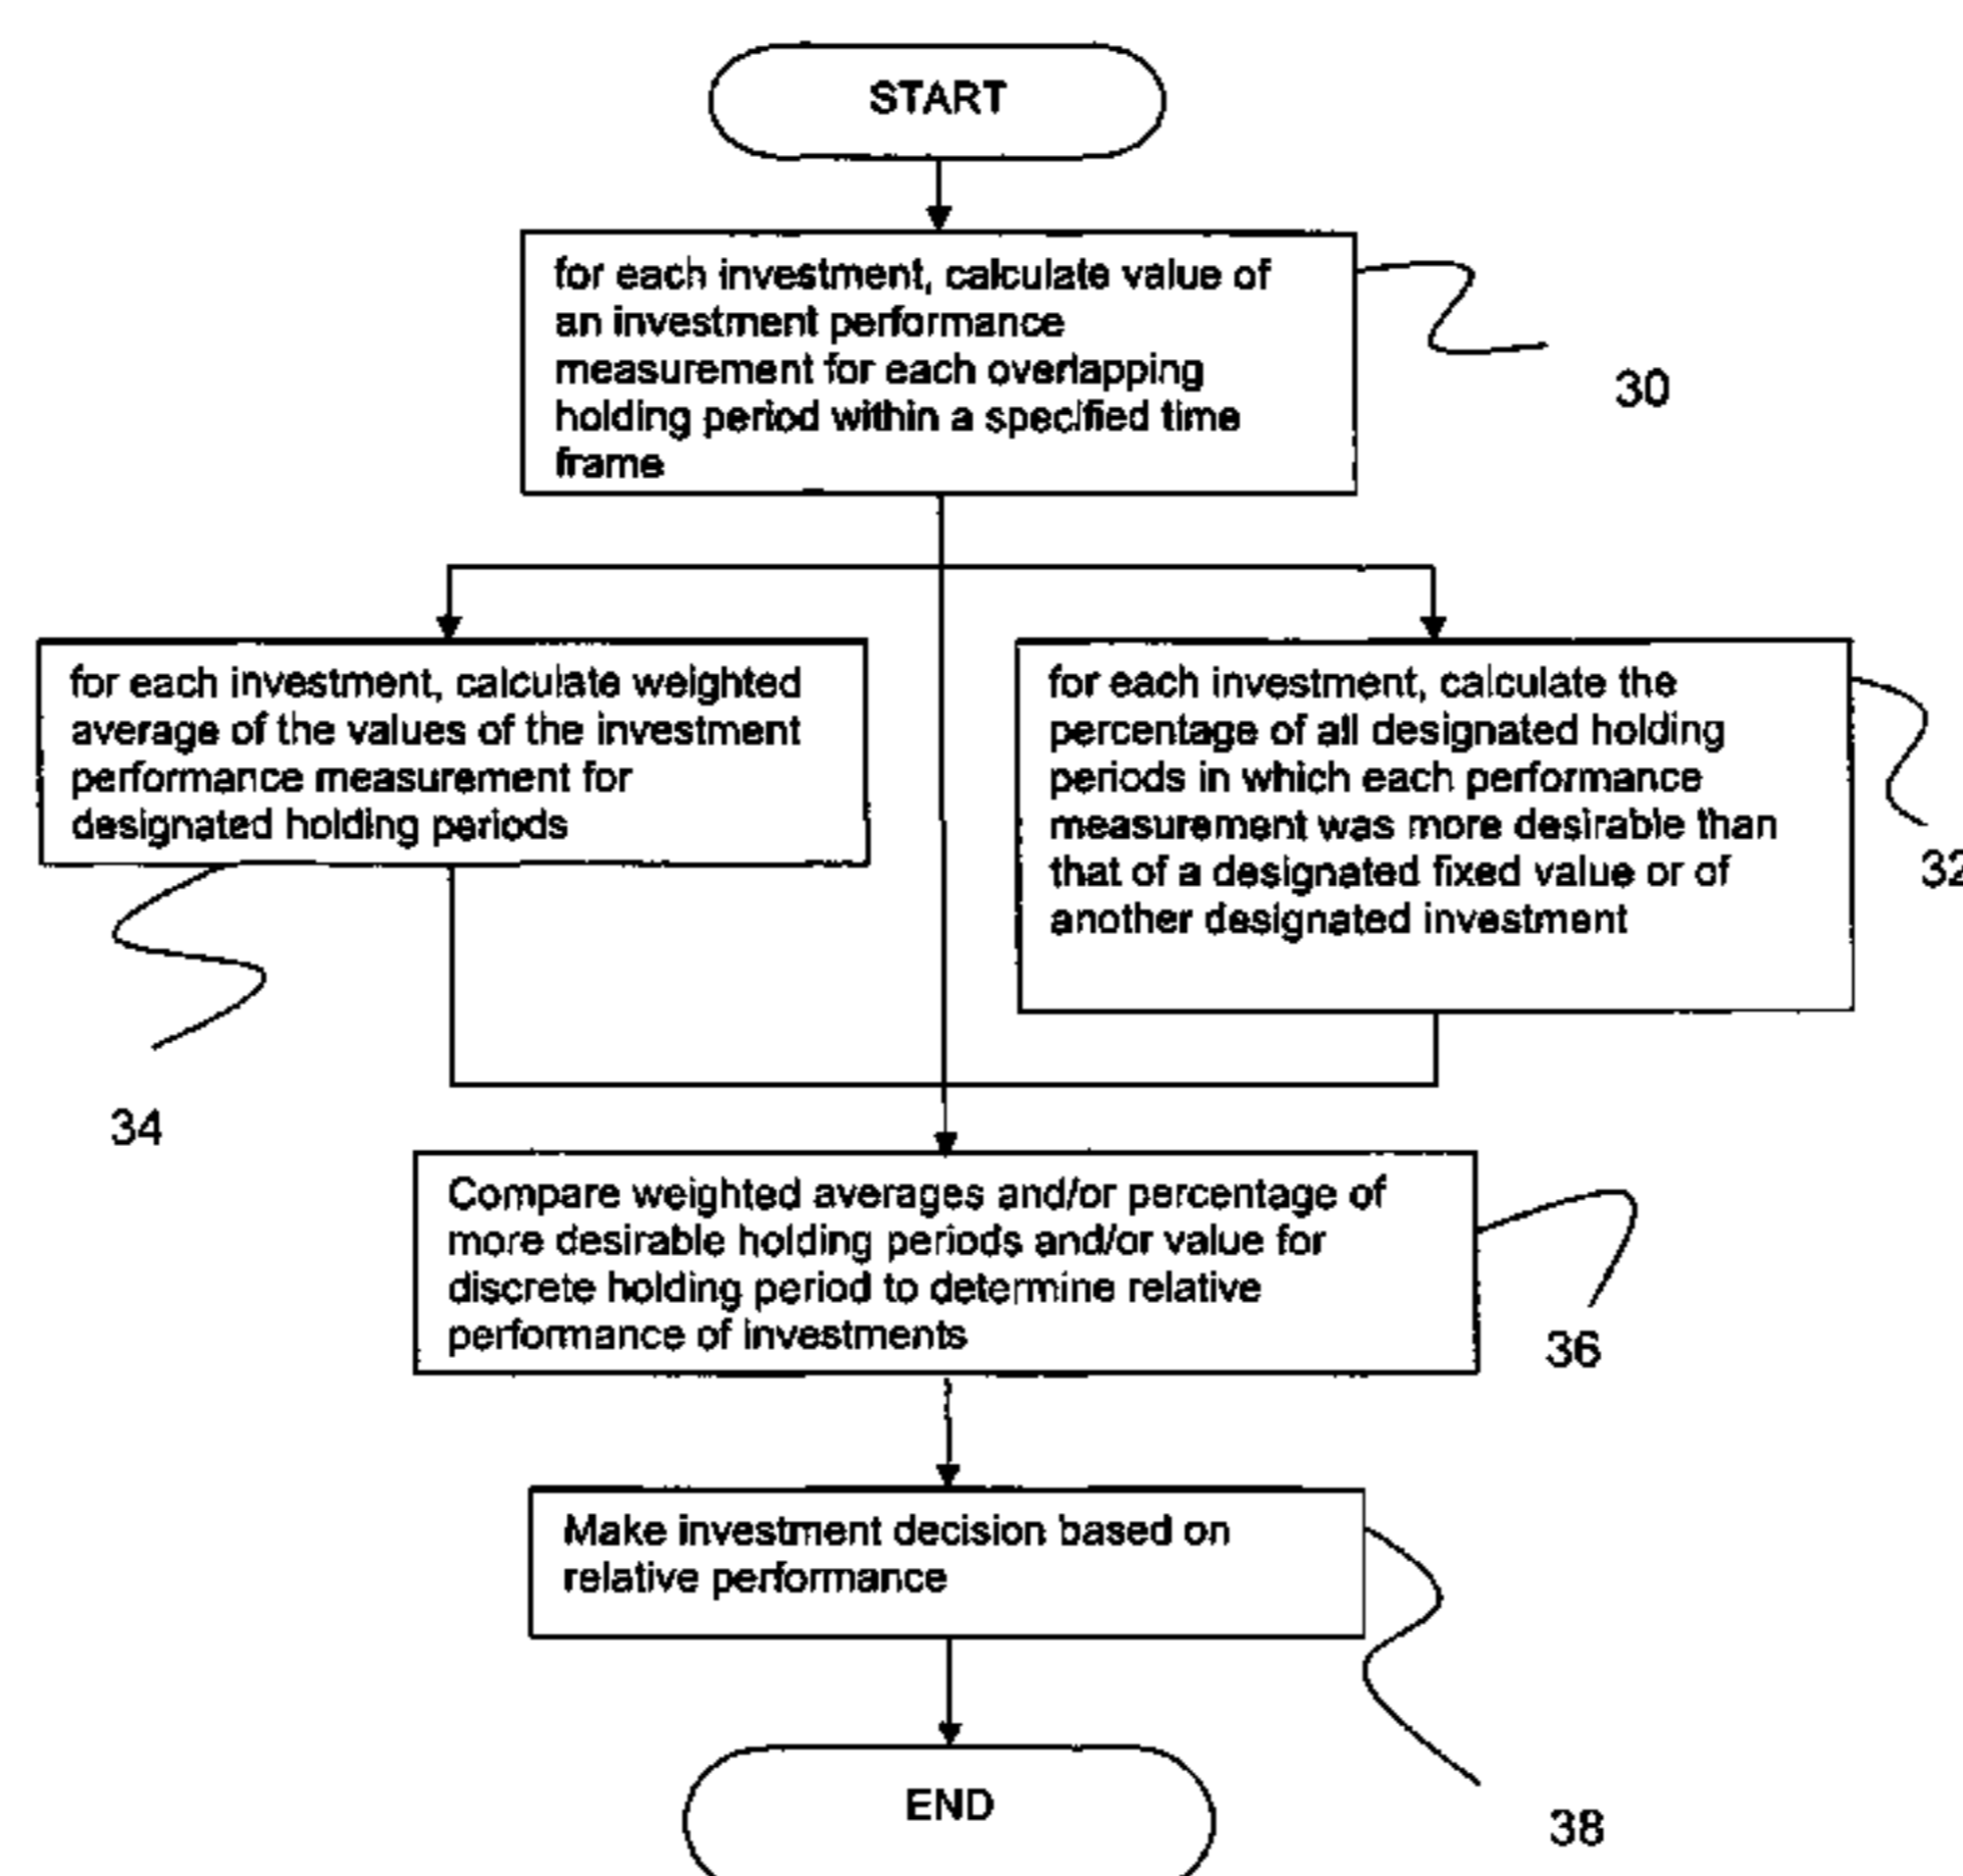 START
for each investment, calculate value of
an investment performance
measurement for each overlapping
holding period within a specified time
frame
30
for each investment, calculate weighted
average of the values of the investment
performance measurement for
designated holding periods
34
for each investment, calculate the
percentage of all designated holding
periods in which each performance
measurement was more desirable than
that of a designated fixed value or of
another designated investment
32
Compare weighted averages and/or percentage of
more desirable holding periods and/or value for
discrete holding period to determine relative
performance of investments
36
Make investment decision based on
relative performance
38
END